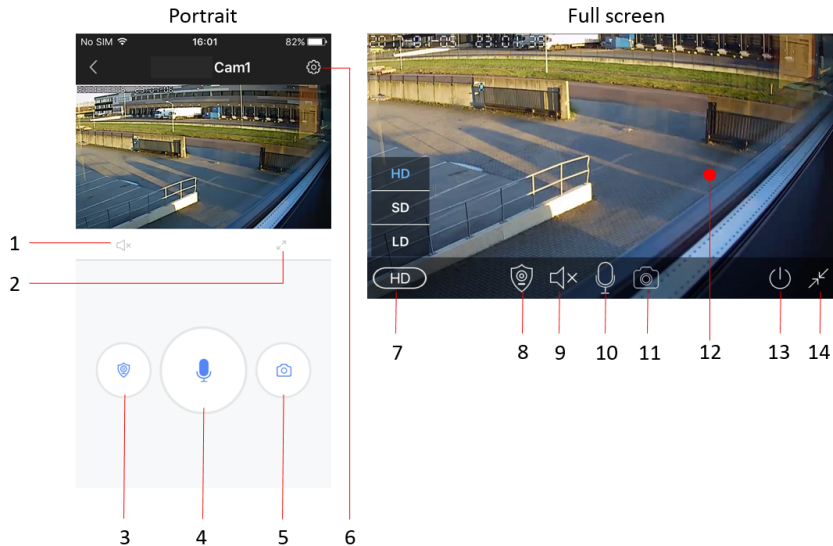 Portrait
Full screen
No SIM 16:01 82%
Cam1
HD
SD
LD
HD
1
2
3 4 5 6
7 8 9 10 11 12 13 14